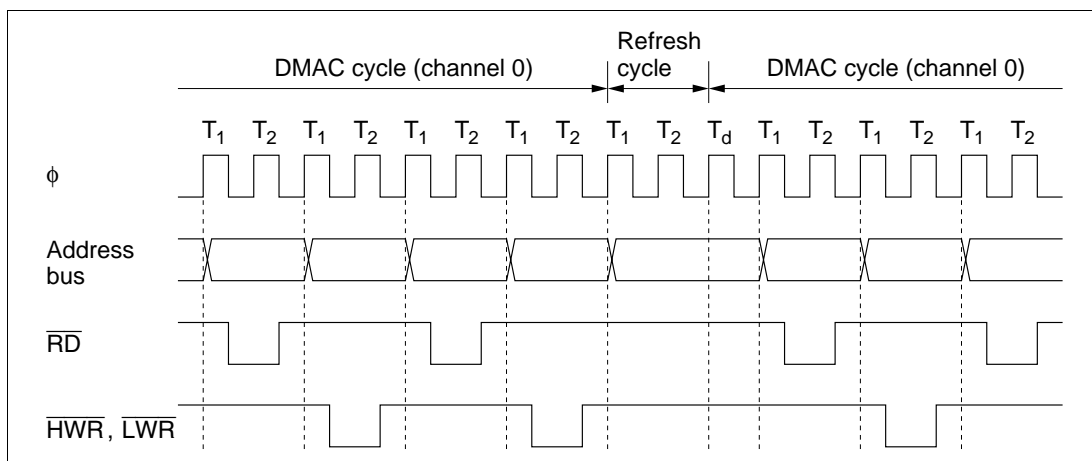 Refresh
DMAC cycle (channel 0) cycle DMAC cycle (channel 0)
T1 T2 T1 T2 T1 T2 T1 T2 T1 T2 Td T1 T2 T1 T2 T1 T2
ϕ
Address
bus
RD
HWR, LWR